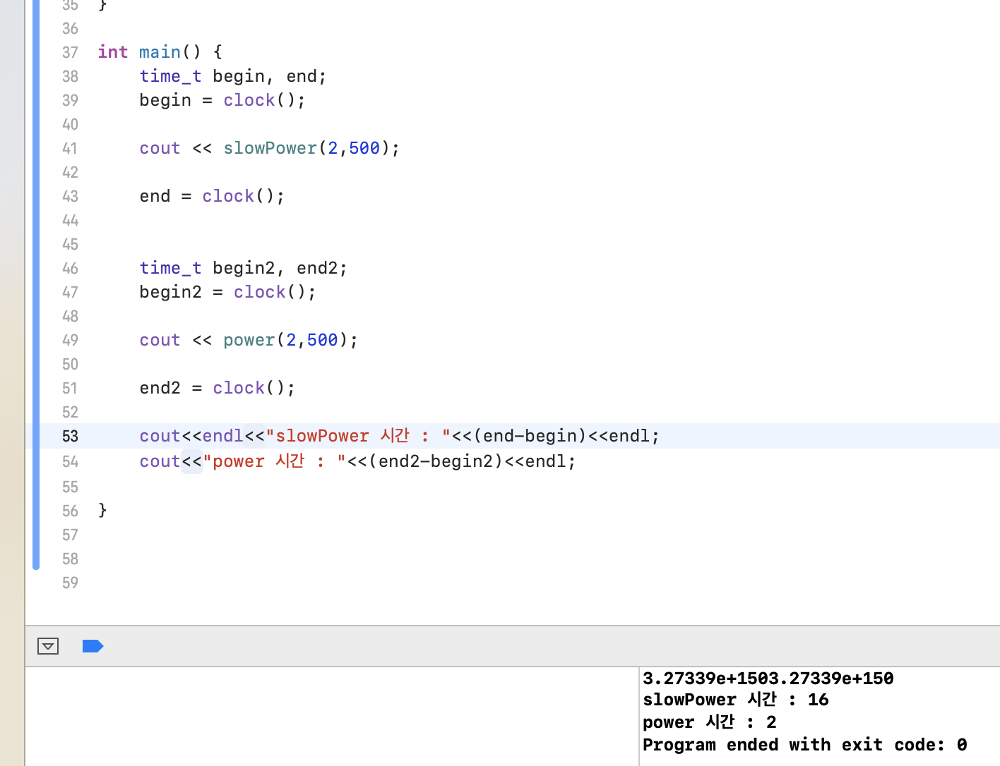 35 }
36
37 int main() {
38 time_t begin, end;
39 begin = clock();
40
41 cout << slowPower(2,500);
42
43 end = clock();
44
45
46 time_t begin2, end2;
47 begin2 = clock();
48
49 cout << power(2,500);
50
51 end2 = clock();
52
53 cout<<endl<<"slowPower 시간 : "<<(end-begin)<<endl;
54 cout<<"power 시간 : "<<(end2-begin2)<<endl;
55
56 }
57
58
59
3.27339e+1503.27339e+150
slowPower 시간 : 16
power 시간 : 2
Program ended with exit code: 0